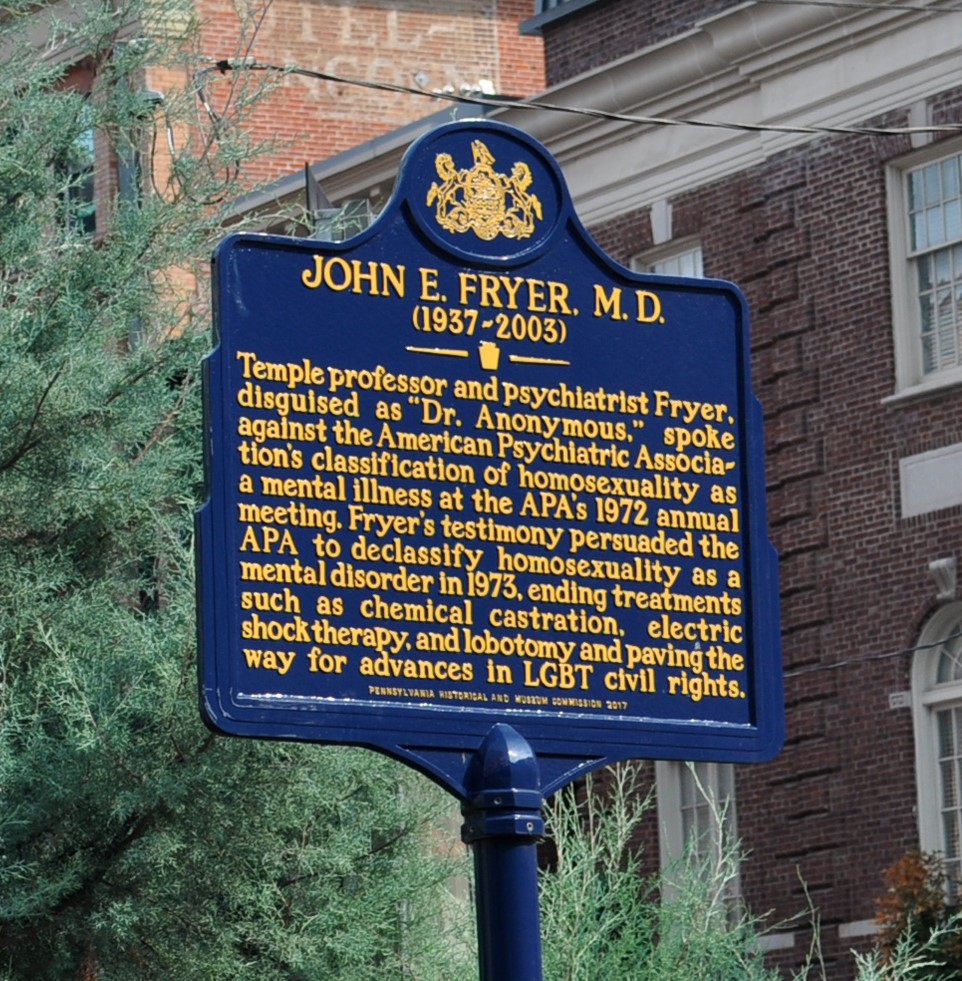 OTEL-
NCOLN
JOHN E. FRYER, M.D.
(1937-2003)
Temple professor and psychiatrist Fryer,
disguised as "Dr. Anonymous," spoke
against the American Psychiatric Associa-
tion's classification of homosexuality as
a mental illness at the APA's 1972 annual
meeting. Fryer's testimony persuaded the
APA to declassify homosexuality as a
mental disorder in 1973, ending treatments
such as chemical castration, electric
shock therapy, and lobotomy and paving the
way for advances in LGBT civil rights.
PENNSYLVANIA HISTORICAL AND MUSEUM COMMISSION 2017